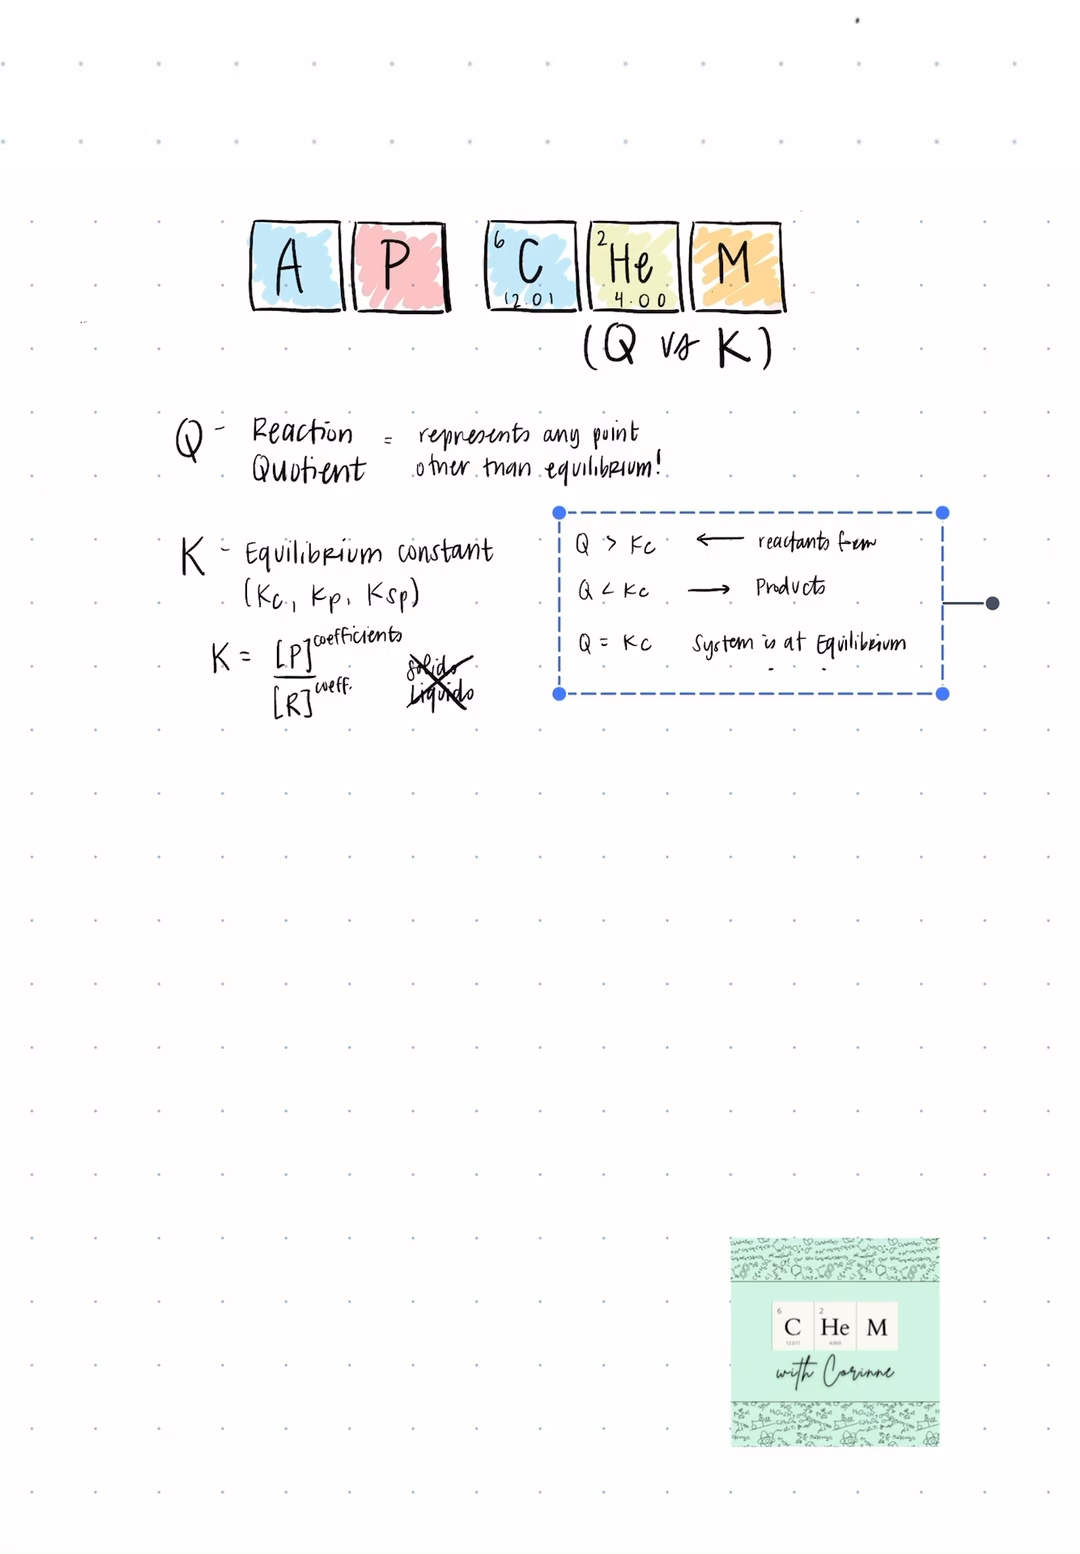 A P C He M
6 2
12.01 4.00
(Q vs K)
Q - Reaction = represents any point
Quotient other than equilibrium!
K - Equilibrium constant
(Kc, Kp, Ksp)
K = [P]coefficients
[R]coeff.
solids
Liquids
Q > Kc ← reactants form
Q < Kc → Products
Q = Kc System is at Equilibrium
6 2
C He M
with Corinne